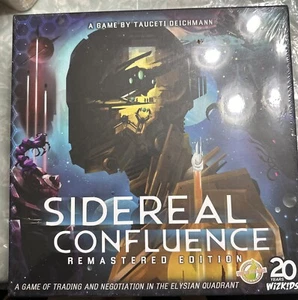 A GAME BY TAUCETI DEICHMANN
SIDEREAL
CONFLUENCE
REMASTERED EDITION
20
YEARS
WIZKIDS
A GAME OF TRADING AND NEGOTIATION IN THE ELYSIAN QUADRANT